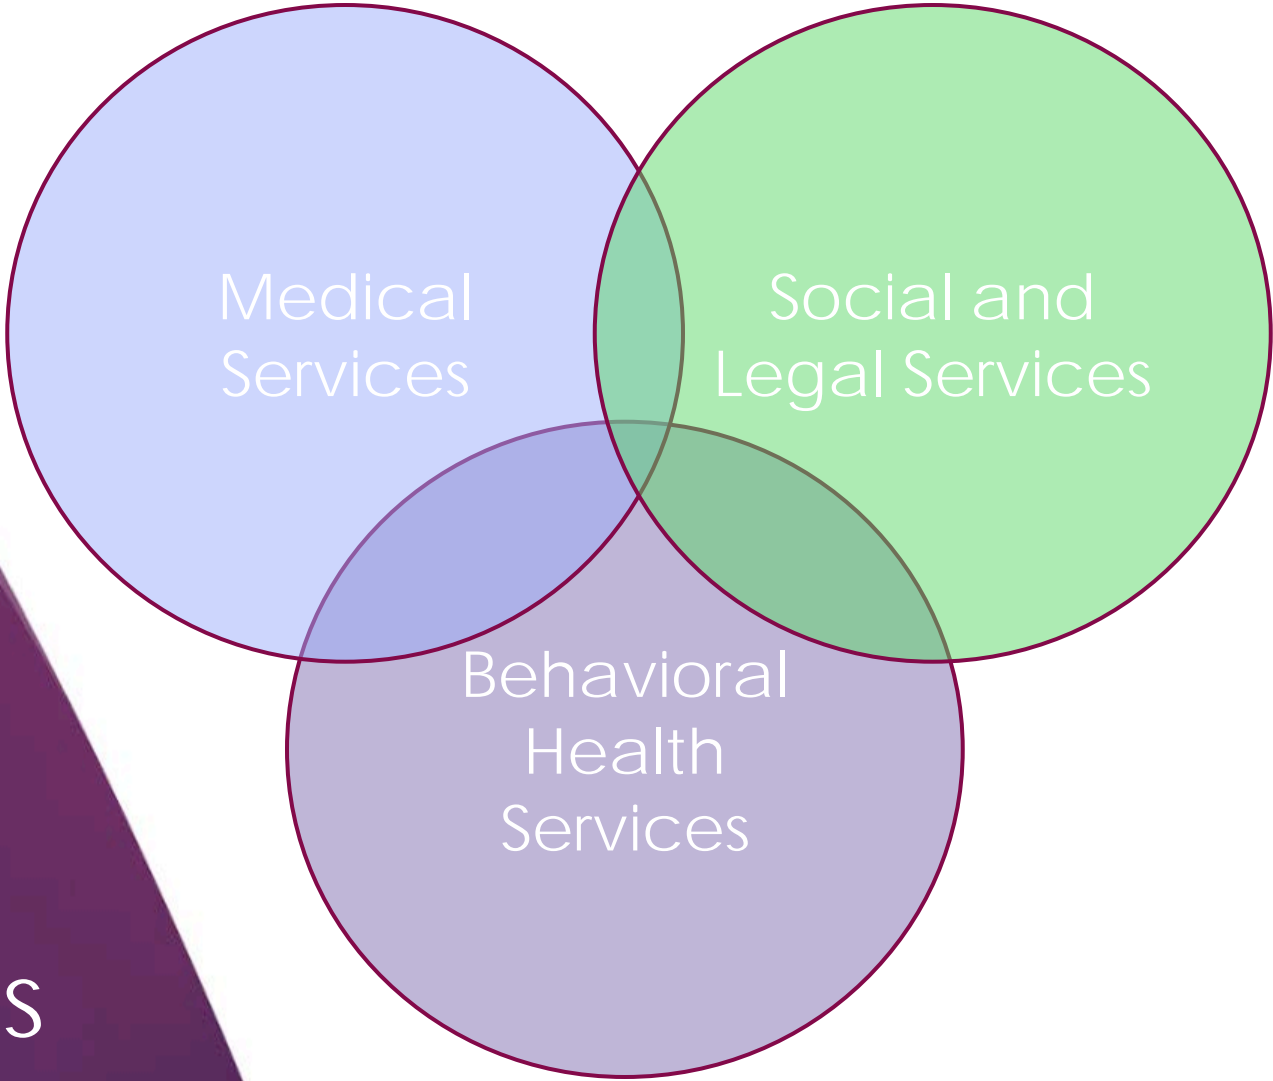 Medical
Services
Social and
Legal Services
Behavioral
Health
Services
s